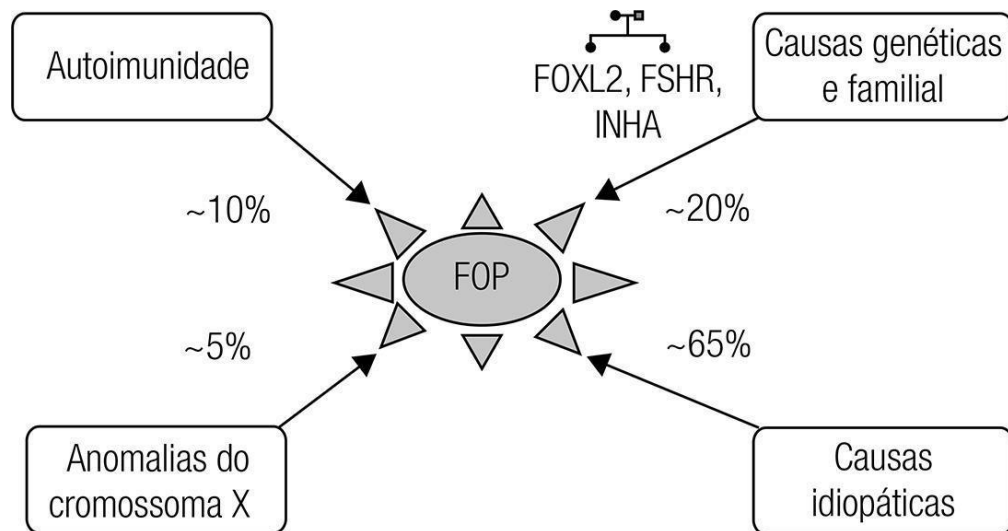 Autoimunidade
FOXL2, FSHR,
INHA
Causas genéticas
e familial
~10%
~20%
FOP
~5%
~65%
Anomalias do
cromossoma X
Causas
idiopáticas